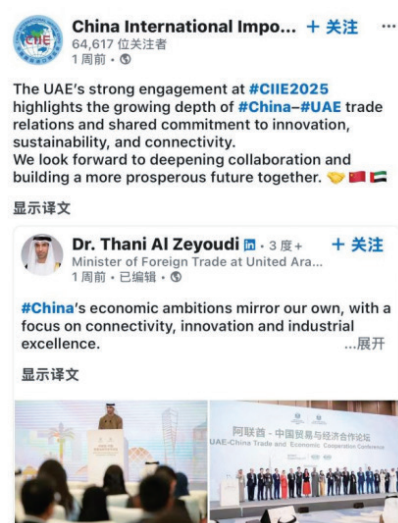 CIIE
China International Impo... + 关注 ...
64,617 位关注者
1 周前 ·
The UAE's strong engagement at #CIIE2025
highlights the growing depth of #China–#UAE trade
relations and shared commitment to innovation,
sustainability, and connectivity.
We look forward to deepening collaboration and
building a more prosperous future together. 🤝 🇨🇳 🇦🇪
显示译文
Dr. Thani Al Zeyoudi in · 3 度+ + 关注
Minister of Foreign Trade at United Ara...
1 周前 · 已编辑 ·
#China's economic ambitions mirror our own, with a
focus on connectivity, innovation and industrial
excellence. ...展开
显示译文
阿联酋 - 中国贸易与经济合作论坛
UAE-China Trade and Economic Cooperation Conference